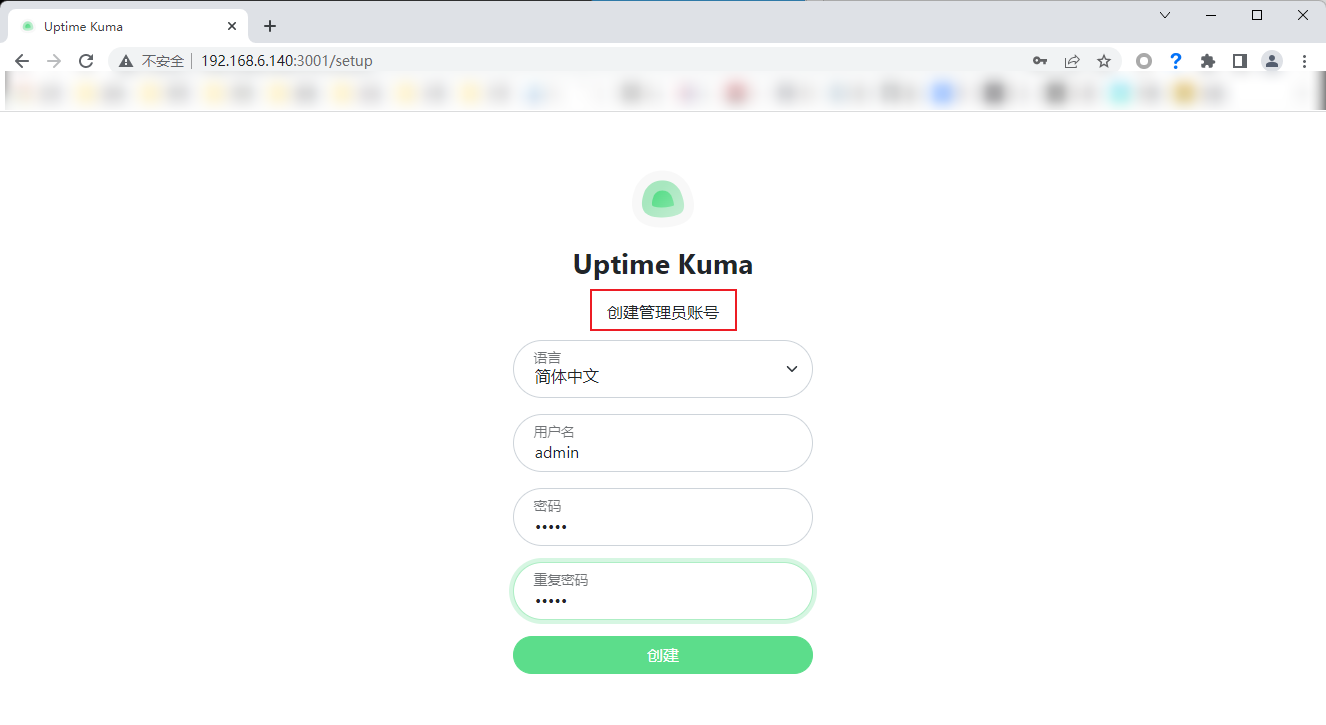 Uptime Kuma
不安全 192.168.6.140:3001/setup
Uptime Kuma
创建管理员账号
语言
简体中文
用户名
admin
密码
•••••
重复密码
•••••
创建